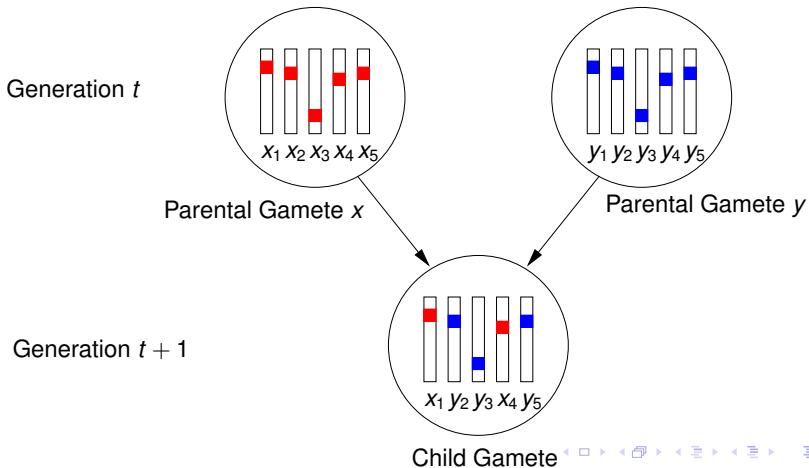 Generation t
x₁ x₂ x₃ x₄ x₅
y₁ y₂ y₃ y₄ y₅
Parental Gamete x
Parental Gamete y
Generation t + 1
x₁ y₂ y₃ x₄ y₅
Child Gamete